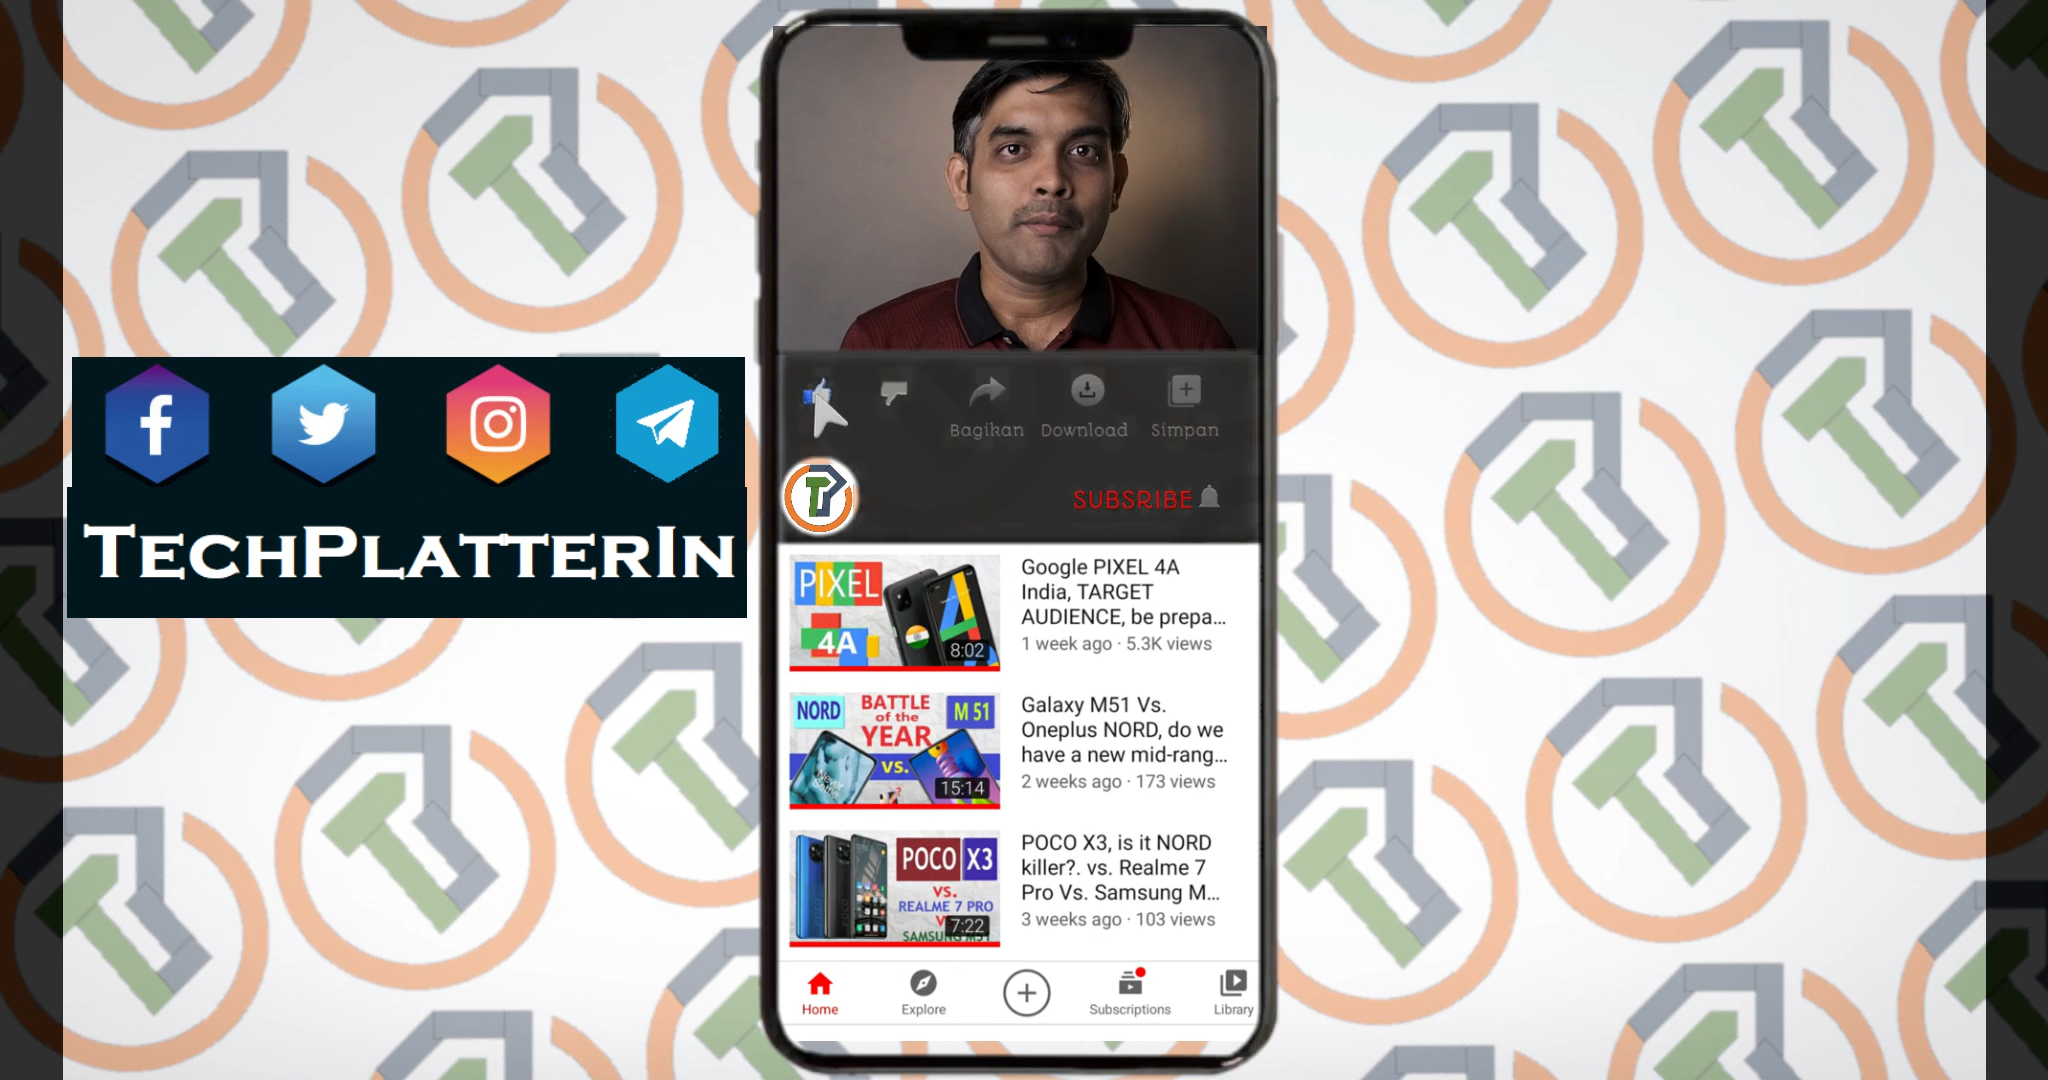 TECHPLATTERIN
Bagikan
Download
Simpan
SUBSRIBE
PIXEL
4A
8:02
Google PIXEL 4A
India, TARGET
AUDIENCE, be prepa...
1 week ago · 5.3K views
NORD
BATTLE
of the
YEAR
M 51
VS.
Never
Settle
?
15:14
Galaxy M51 Vs.
Oneplus NORD, do we
have a new mid-rang...
2 weeks ago · 173 views
POCO X3
VS.
REALME 7 PRO
SAMSUNG M51
7:22
POCO X3, is it NORD
killer?. vs. Realme 7
Pro Vs. Samsung M...
3 weeks ago · 103 views
Home
Explore
Subscriptions
Library